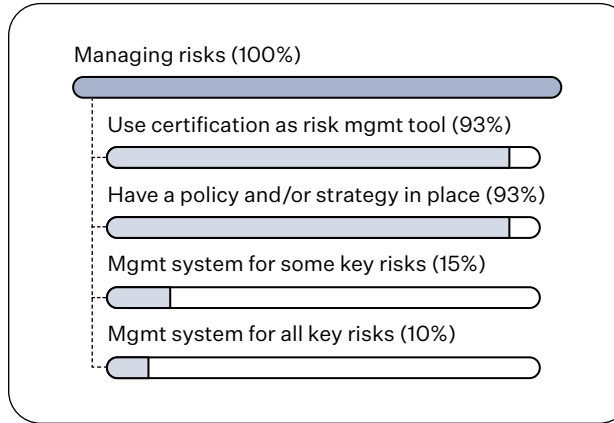 Managing risks (100%)
Use certification as risk mgmt tool (93%)
Have a policy and/or strategy in place (93%)
Mgmt system for some key risks (15%)
Mgmt system for all key risks (10%)